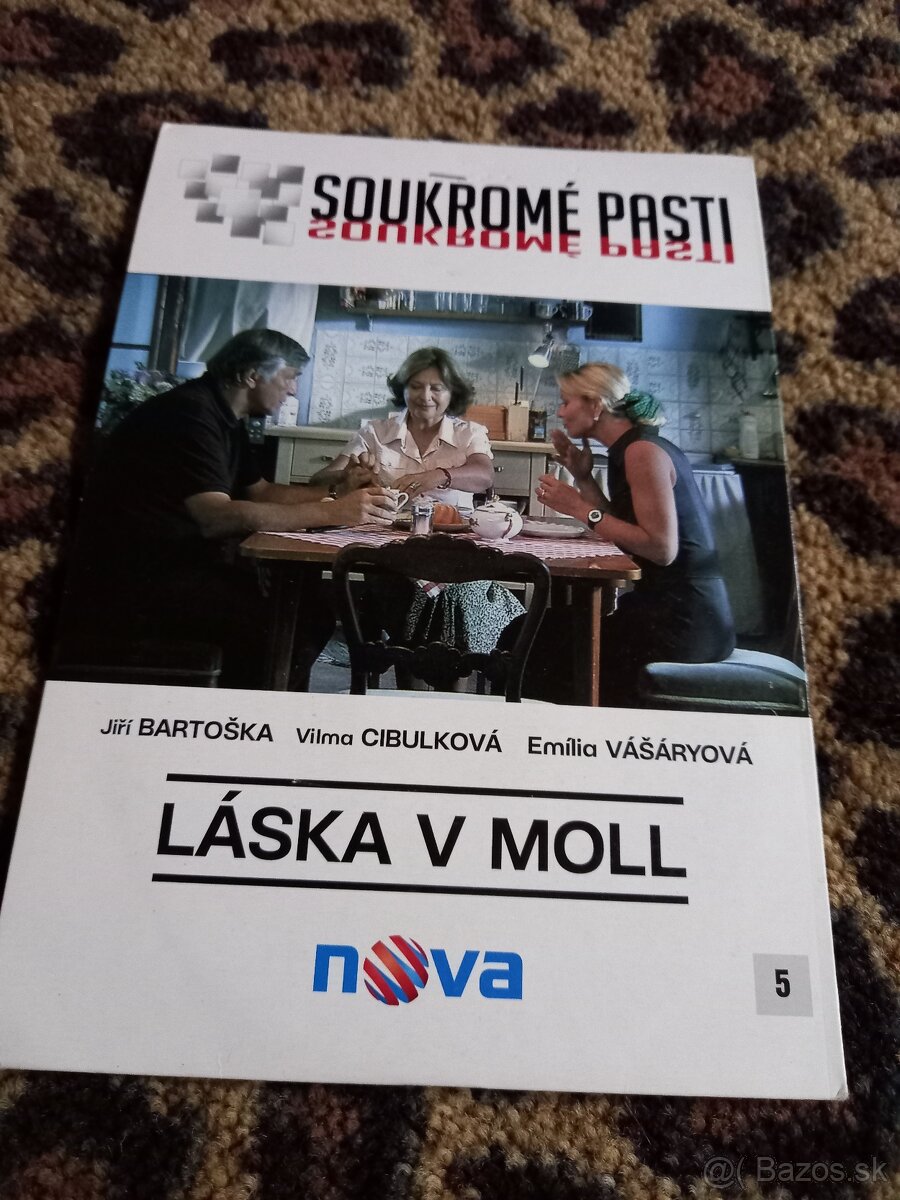 SOUKROMÉ PASTI
SOUKROMÉ PASTI
Jiří BARTOŠKA Vilma CIBULKOVÁ Emília VÁŠÁRYOVÁ
LÁSKA V MOLL
nova
5
@( Bazos.sk